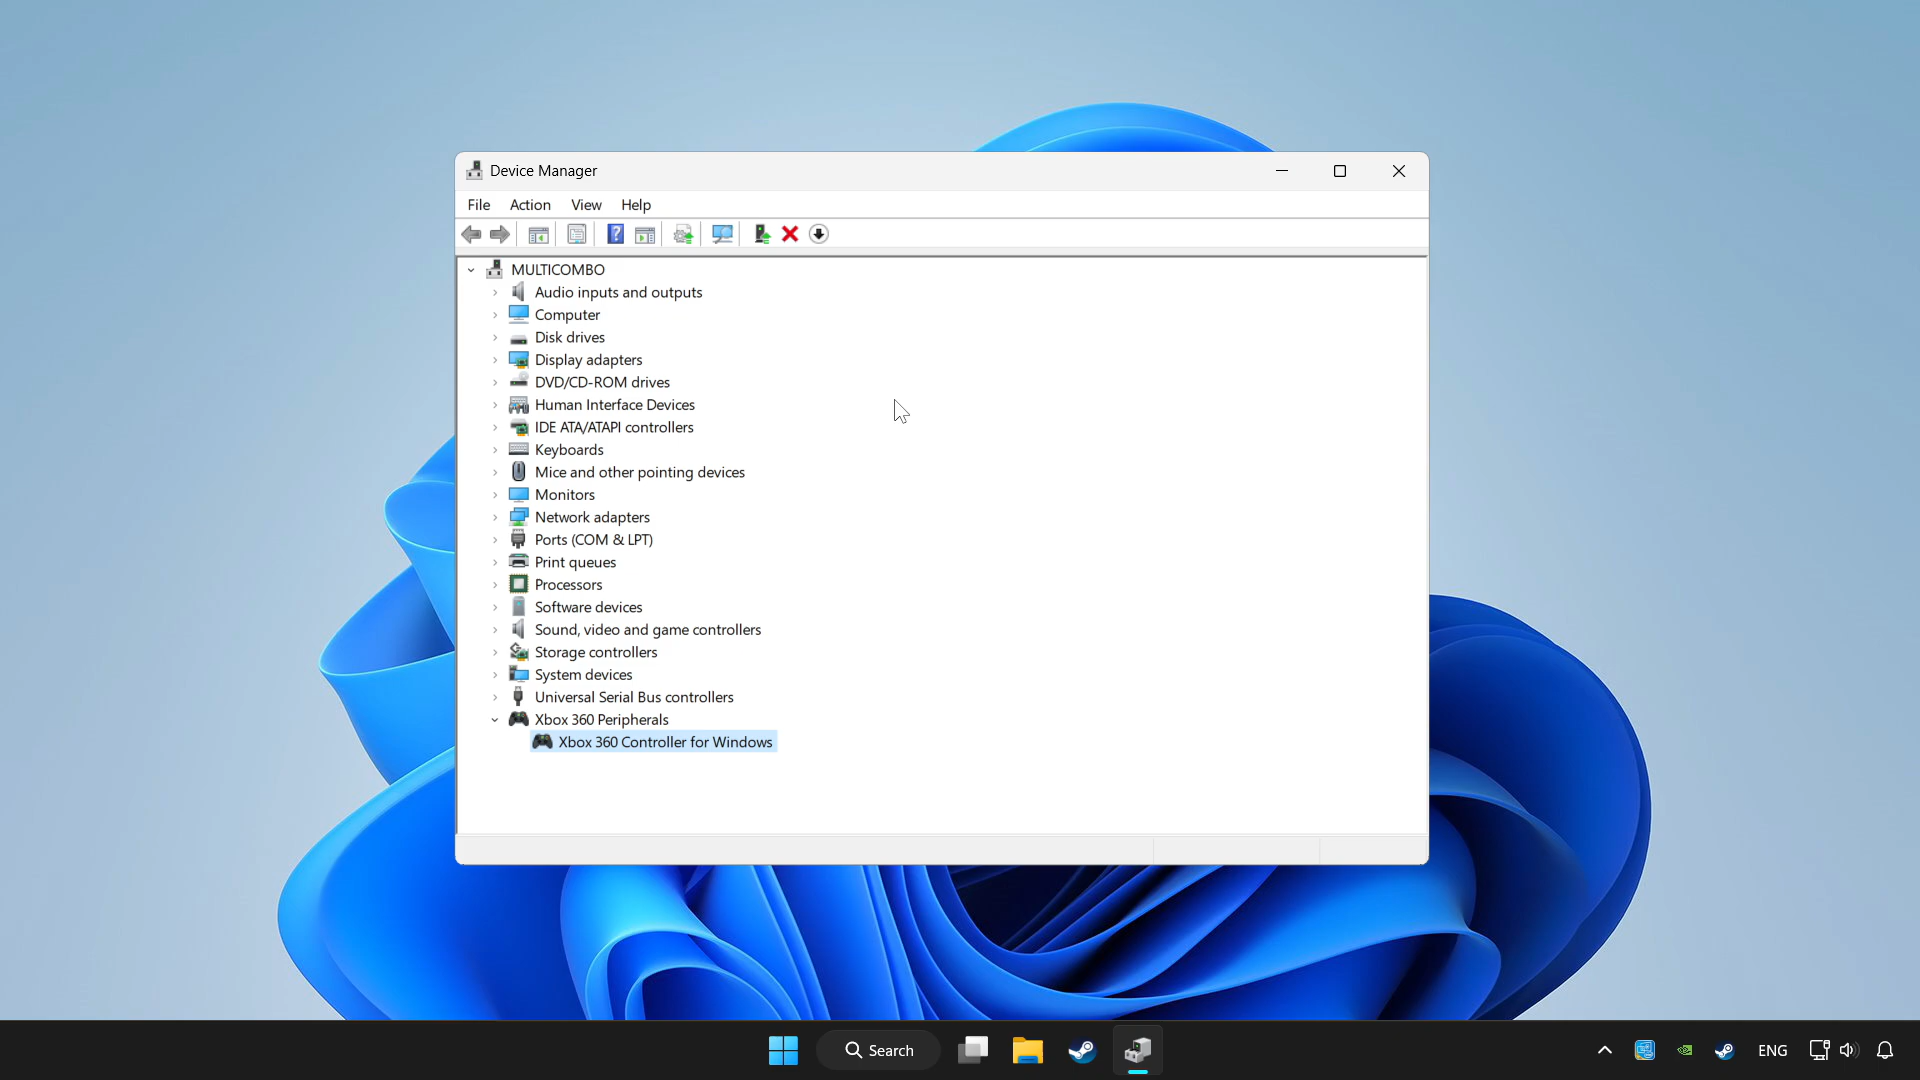 Device Manager
File Action View Help
MULTICOMBO
Audio inputs and outputs
Computer
Disk drives
Display adapters
DVD/CD-ROM drives
Human Interface Devices
IDE ATA/ATAPI controllers
Keyboards
Mice and other pointing devices
Monitors
Network adapters
Ports (COM & LPT)
Print queues
Processors
Software devices
Sound, video and game controllers
Storage controllers
System devices
Universal Serial Bus controllers
Xbox 360 Peripherals
Xbox 360 Controller for Windows
Search
ENG